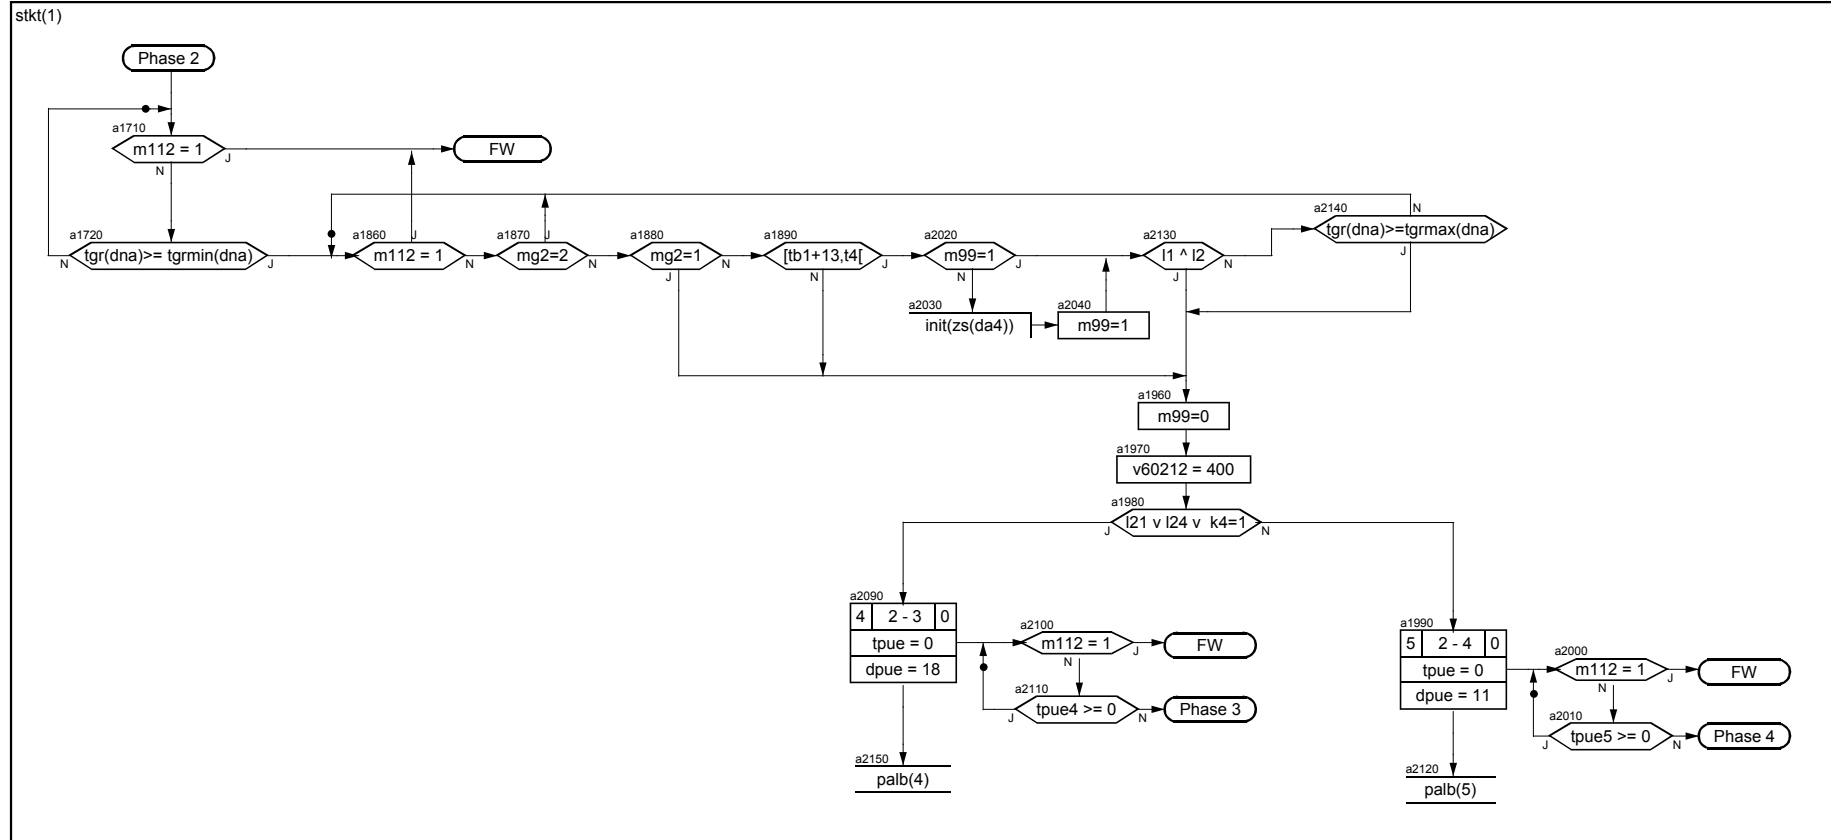 stkt(1)
Phase 2
a1710
m112 = 1
J
N
FW
a1720
tgr(dna)>= tgrmin(dna)
N
J
a1860
J
m112 = 1
N
a1870
J
mg2=2
N
a1880
mg2=1
N
J
a1890
[tb1+13,t4[
J
N
a2020
m99=1
J
N
a2030
init(zs(da4))
a2040
m99=1
a2130
l1 ^ l2
N
J
a2140
N
tgr(dna)>=tgrmax(dna)
J
a1960
m99=0
a1970
v60212 = 400
a1980
l21 v l24 v  k4=1
J
N
a2090
4 2 - 3 0
tpue = 0
dpue = 18
a2100
m112 = 1
N
J
FW
a2110
tpue4 >= 0
J
N
Phase 3
a2150
palb(4)
a1990
5 2 - 4 0
tpue = 0
dpue = 11
a2000
m112 = 1
N
J
FW
a2010
tpue5 >= 0
J
N
Phase 4
a2120
palb(5)